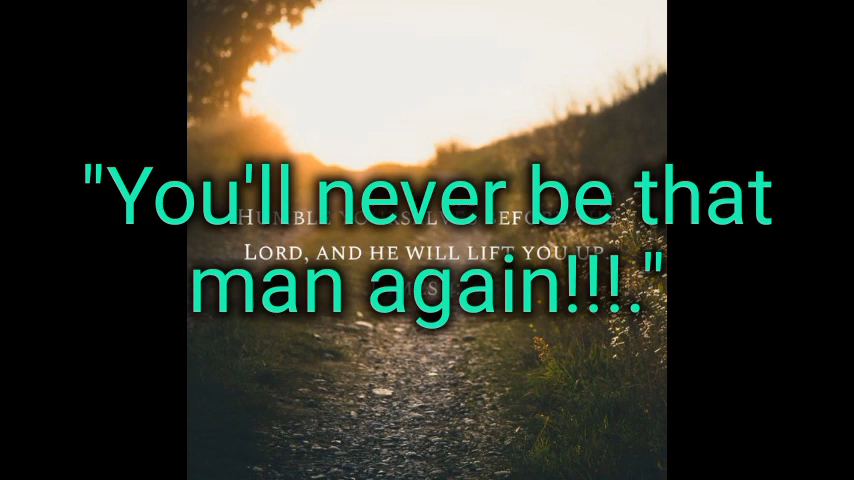 "You'll never be that
Lord, and he will lift you up.
man again!!!."